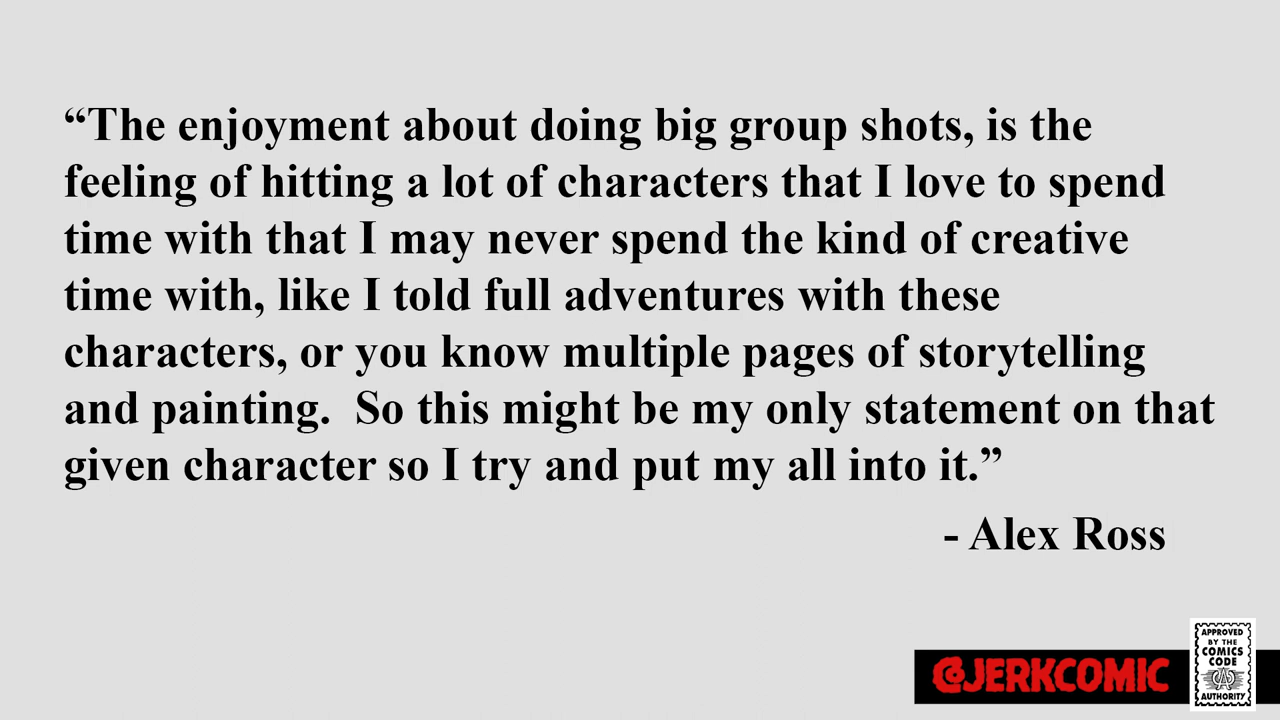 “The enjoyment about doing big group shots, is the
feeling of hitting a lot of characters that I love to spend
time with that I may never spend the kind of creative
time with, like I told full adventures with these
characters, or you know multiple pages of storytelling
and painting.  So this might be my only statement on that
given character so I try and put my all into it.”
- Alex Ross
@JERKCOMIC
APPROVED
BY THE
COMICS
CODE
CAS
AUTHORITY